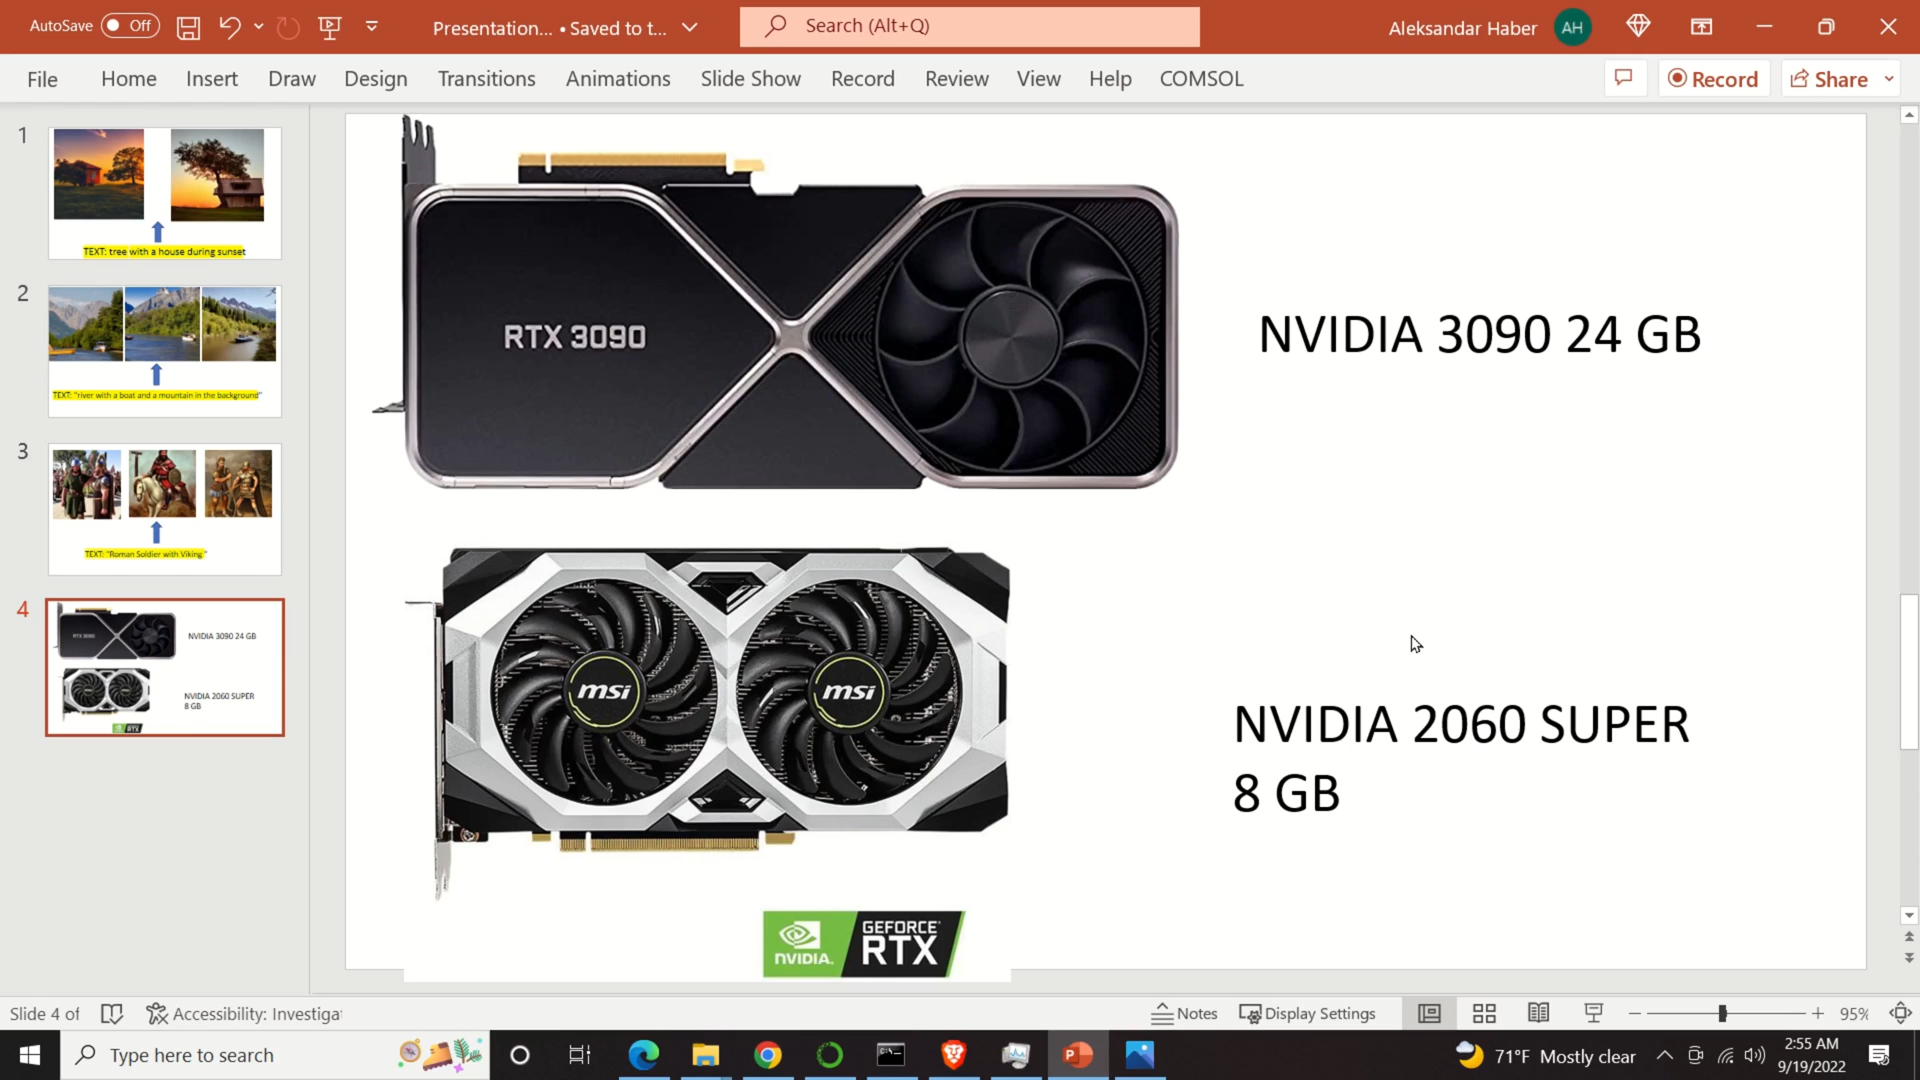 AutoSave Off
Presentation... • Saved to t...
Search (Alt+Q)
Aleksandar Haber AH
File Home Insert Draw Design Transitions Animations Slide Show Record Review View Help COMSOL
Record
Share
1
TEXT: tree with a house during sunset
2
TEXT: "river with a boat and a mountain in the background"
3
TEXT: "Roman Soldier with Viking "
4
RTX 3090
NVIDIA 3090 24 GB
NVIDIA 2060 SUPER
8 GB
NVIDIA RTX
RTX 3090
NVIDIA 3090 24 GB
msi
msi
NVIDIA 2060 SUPER
8 GB
NVIDIA. GEFORCE RTX
Slide 4 of
Accessibility: Investiga
Notes
Display Settings
95%
Type here to search
71°F Mostly clear
2:55 AM
9/19/2022